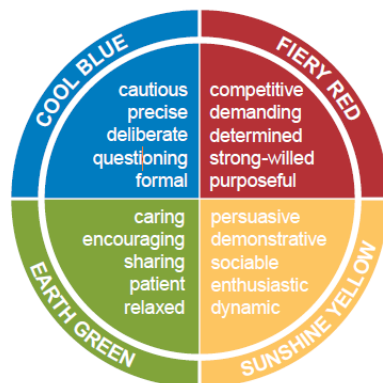 COOL BLUE
cautious
precise
deliberate
questioning
formal
FIERY RED
competitive
demanding
determined
strong-willed
purposeful
EARTH GREEN
caring
encouraging
sharing
patient
relaxed
SUNSHINE YELLOW
persuasive
demonstrative
sociable
enthusiastic
dynamic